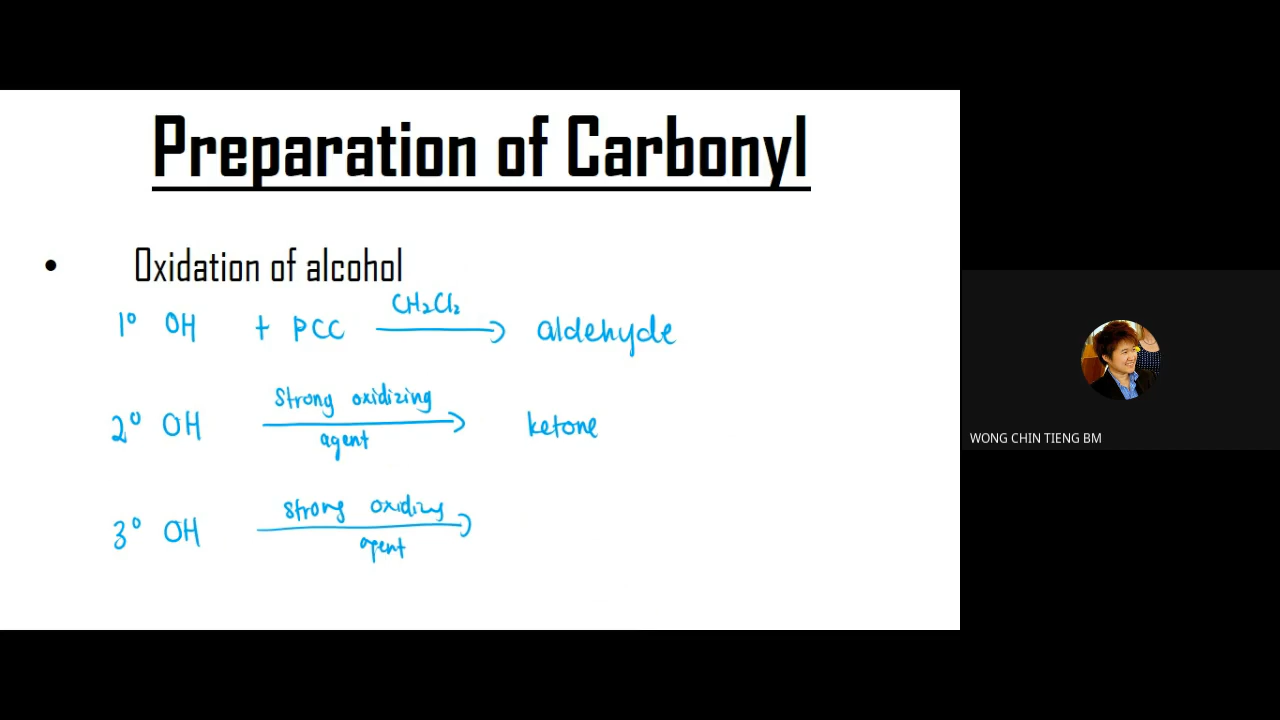 Preparation of Carbonyl
• Oxidation of alcohol
CH₂Cl₂
1° OH + PCC → aldehyde
strong oxidizing
2° OH → ketone
agent
strong oxidizing
3° OH →
agent
WONG CHIN TIENG BM